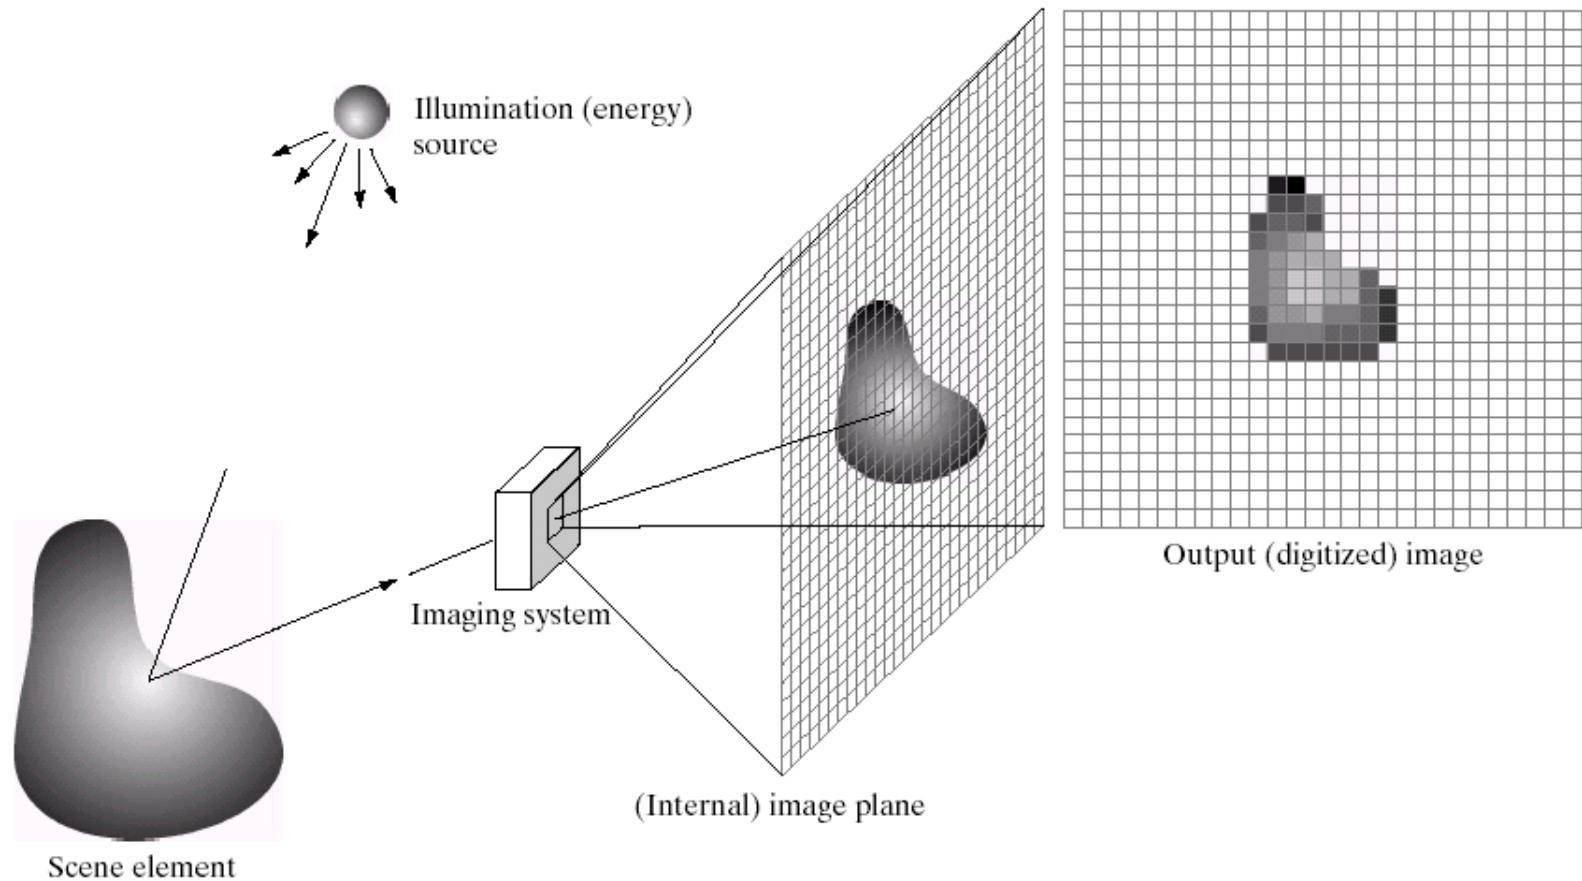 Illumination (energy)
source
Output (digitized) image
Imaging system
(Internal) image plane
Scene element